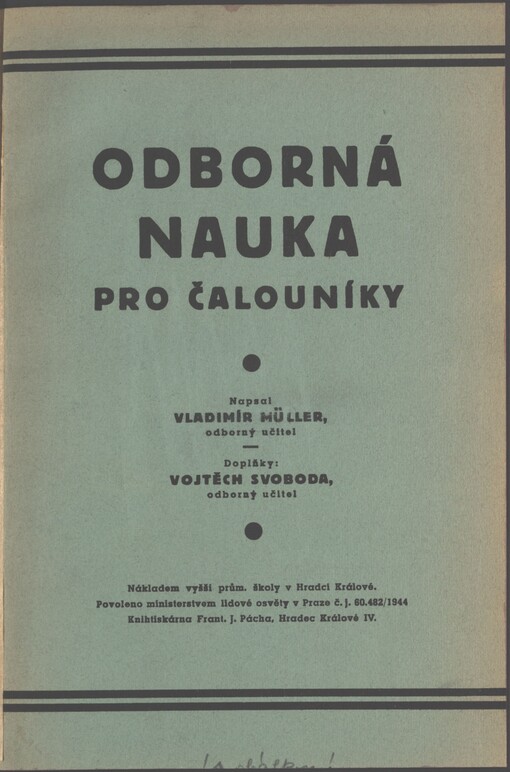 ODBORNÁ
NAUKA
PRO ČALOUNÍKY
Napsal
VLADIMÍR MÜLLER,
odborný učitel
Doplňky:
VOJTĚCH SVOBODA,
odborný učitel
Nákladem vyšší prům. školy v Hradci Králové.
Povoleno ministerstvem lidové osvěty v Praze č. j. 60.482/1944
Knihtiskárna Frant. J. Pácha, Hradec Králové IV.